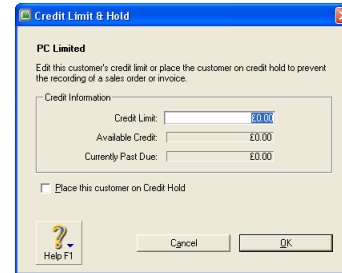 Credit Limit & Hold
PC Limited
Edit this customer's credit limit or place the customer on credit hold to prevent
the recording of a sales order or invoice.
Credit Information
Credit Limit: £0.00
Available Credit: £0.00
Currently Past Due: £0.00
Place this customer on Credit Hold
Help F1
Cancel
OK